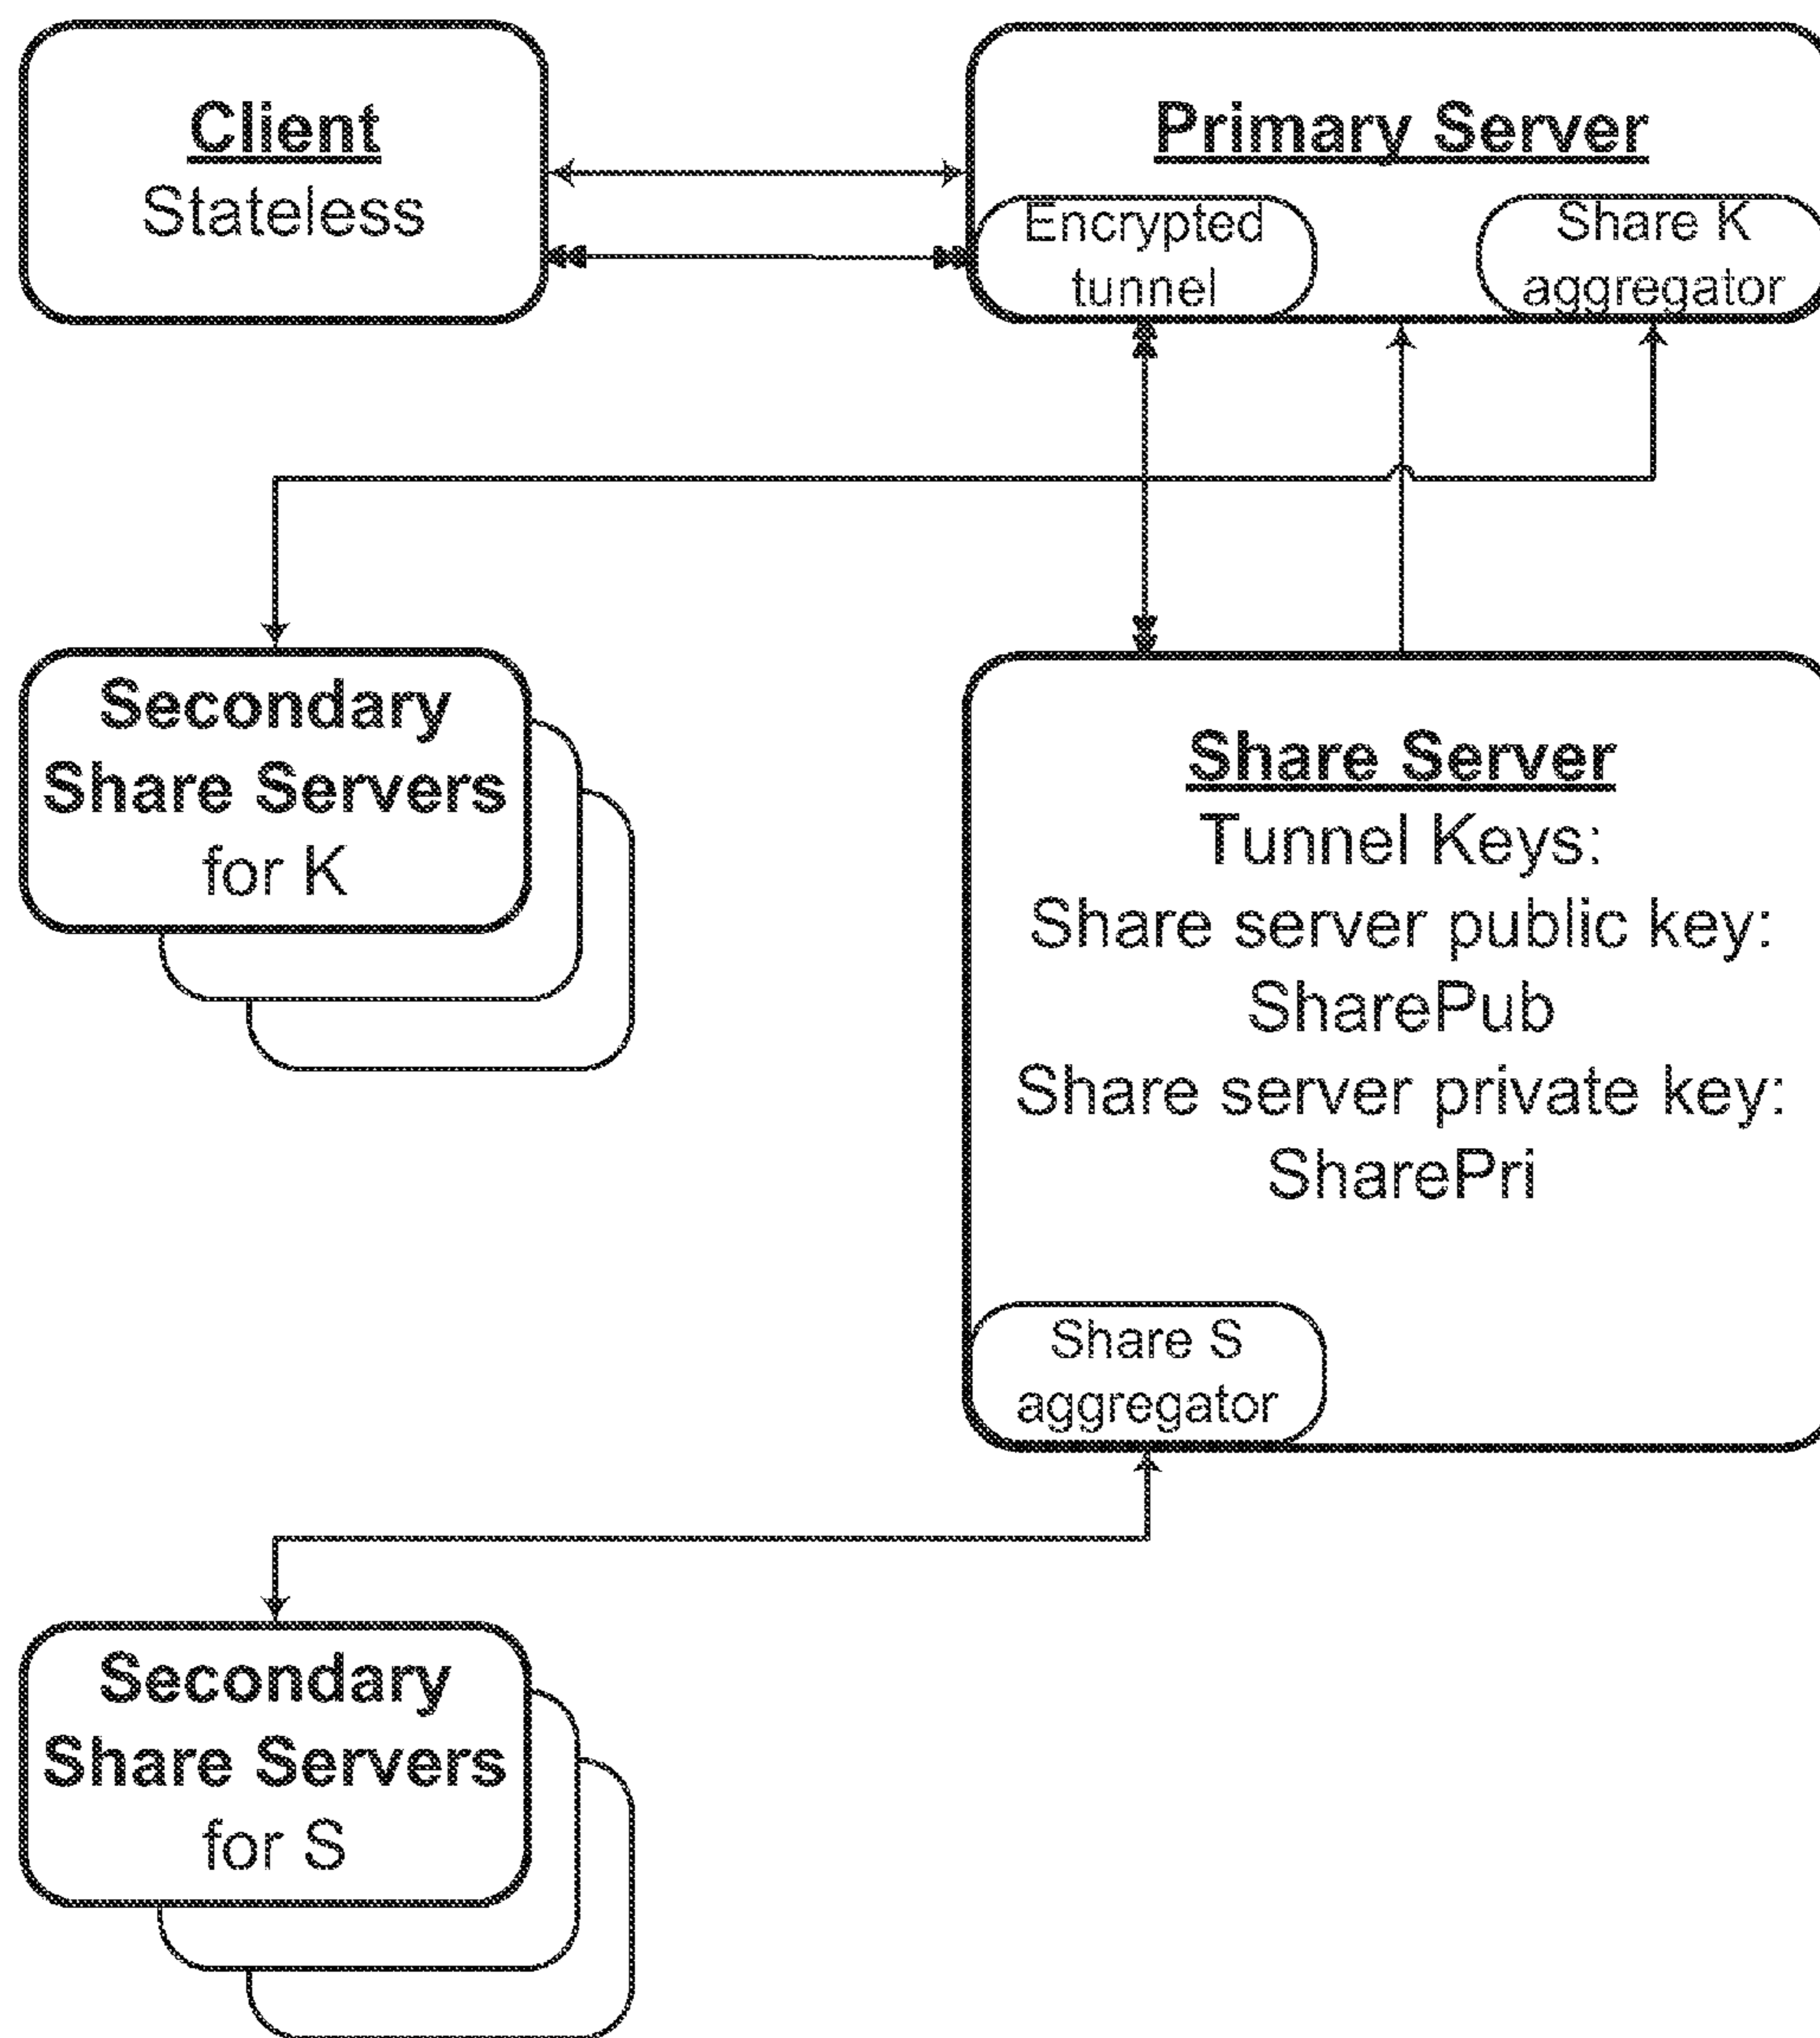 Client
Stateless
Primary Server
Encrypted
tunnel
Share K
aggregator
Secondary
Share Servers
for K
Share Server
Tunnel Keys:
Share server public key:
SharePub
Share server private key:
SharePri
Share S
aggregator
Secondary
Share Servers
for S